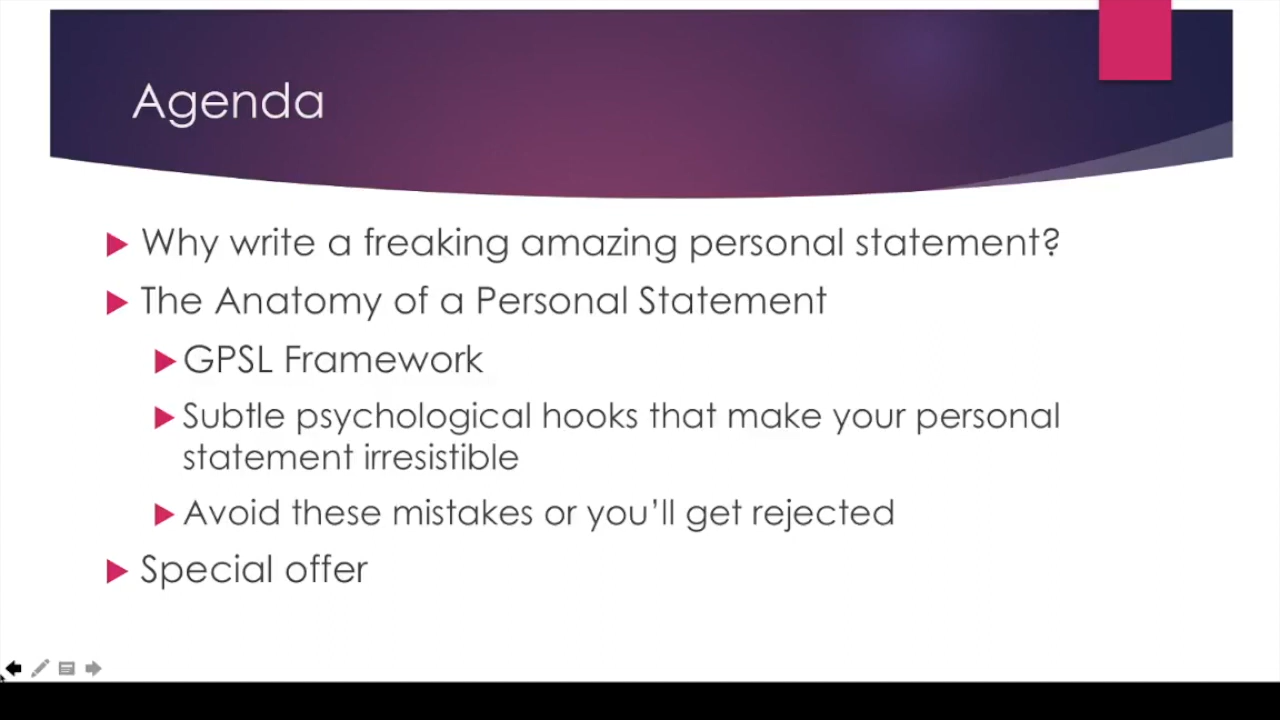 Agenda
Why write a freaking amazing personal statement?
The Anatomy of a Personal Statement
GPSL Framework
Subtle psychological hooks that make your personal
statement irresistible
Avoid these mistakes or you’ll get rejected
Special offer